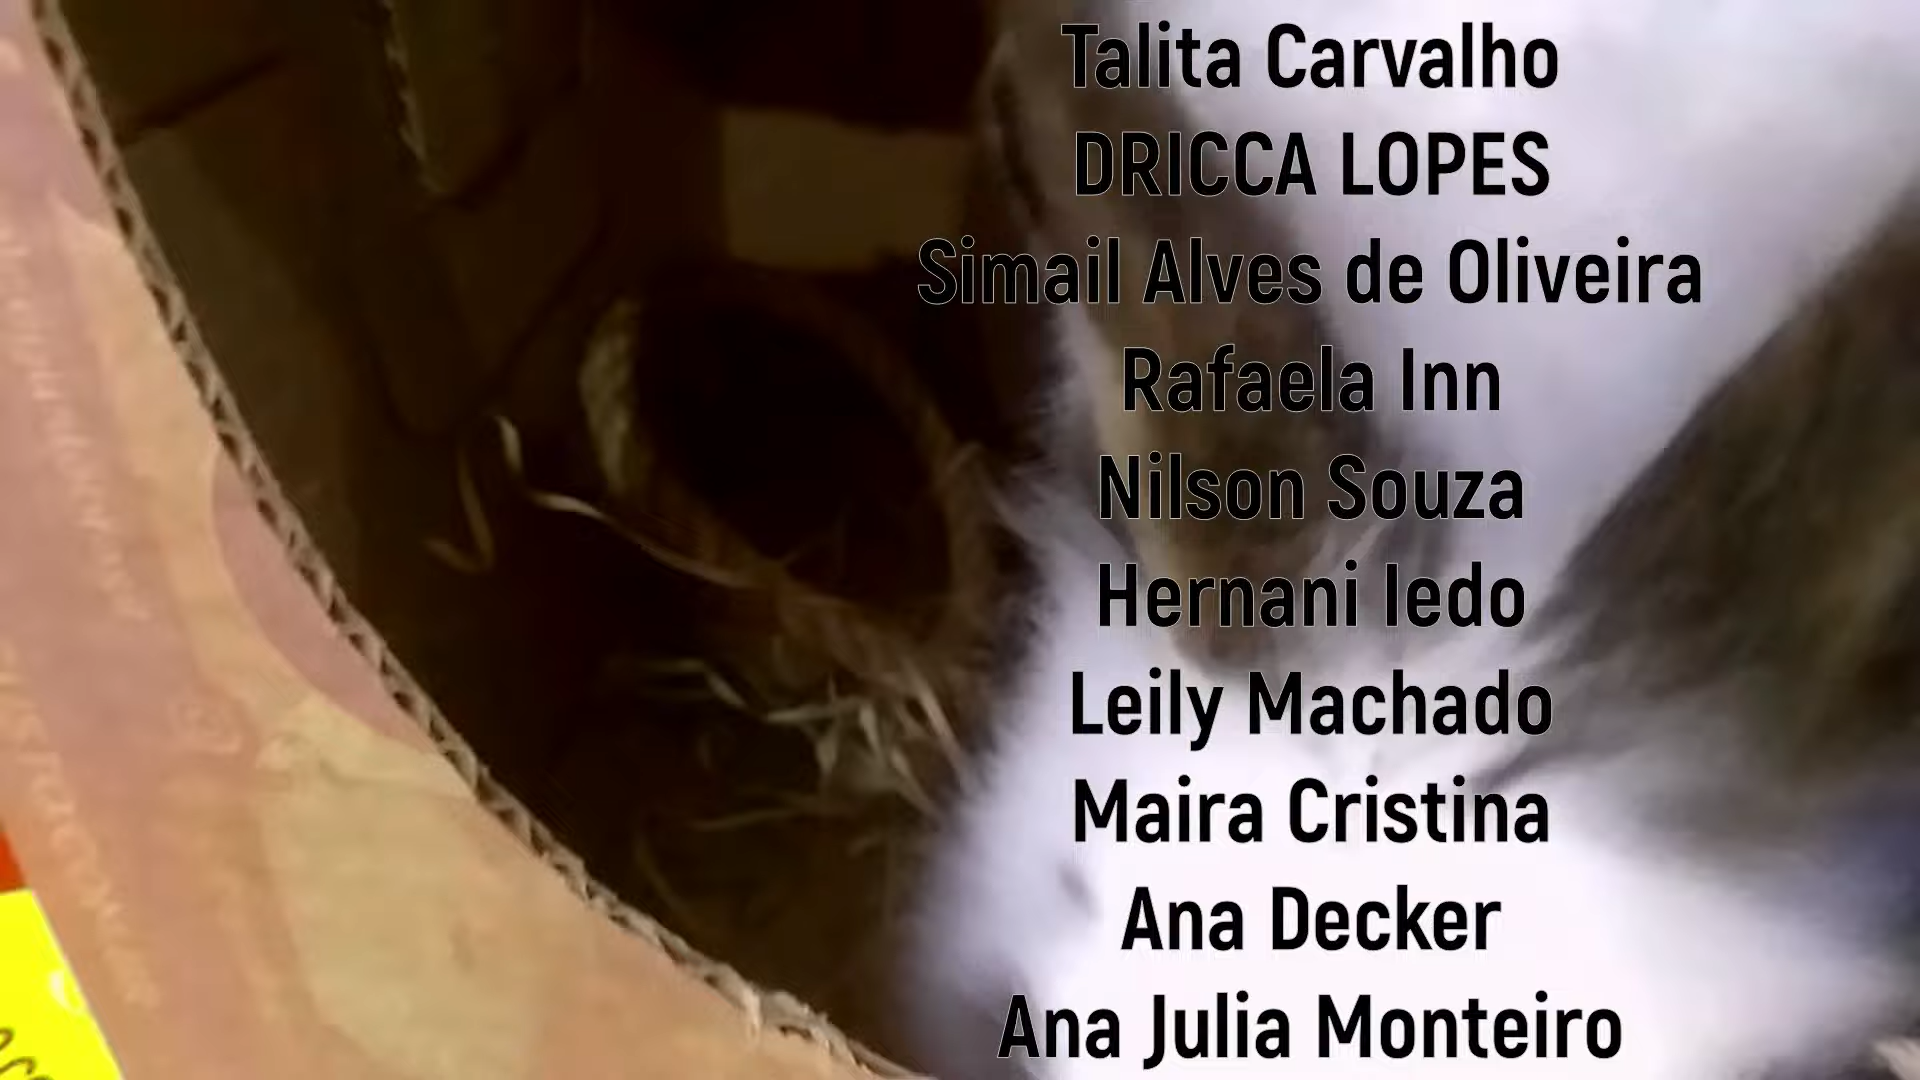 Talita Carvalho
DRICCA LOPES
Simail Alves de Oliveira
Rafaela Inn
Nilson Souza
Hernani Iedo
Leily Machado
Maira Cristina
Ana Decker
Ana Julia Monteiro